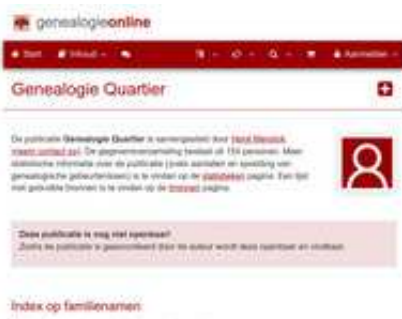 genealogieonline
Start Inhoud Aanmelden
Genealogie Quartier
De publicatie Genealogie Quartier is samengesteld door
(neem contact op). De gegevensverzameling bestaat uit 154 personen. Meer
statistische informatie over de publicatie (zoals aantallen en spreiding van
genealogische gebeurtenissen) is te vinden op de statistieken pagina. Een lijst
met gebruikte bronnen is te vinden op de bronnen pagina.
Deze publicatie is nog niet openbaar!
Zodra de publicatie is gecontroleerd door de auteur wordt deze openbaar en vindbaar.
Index op familienamen